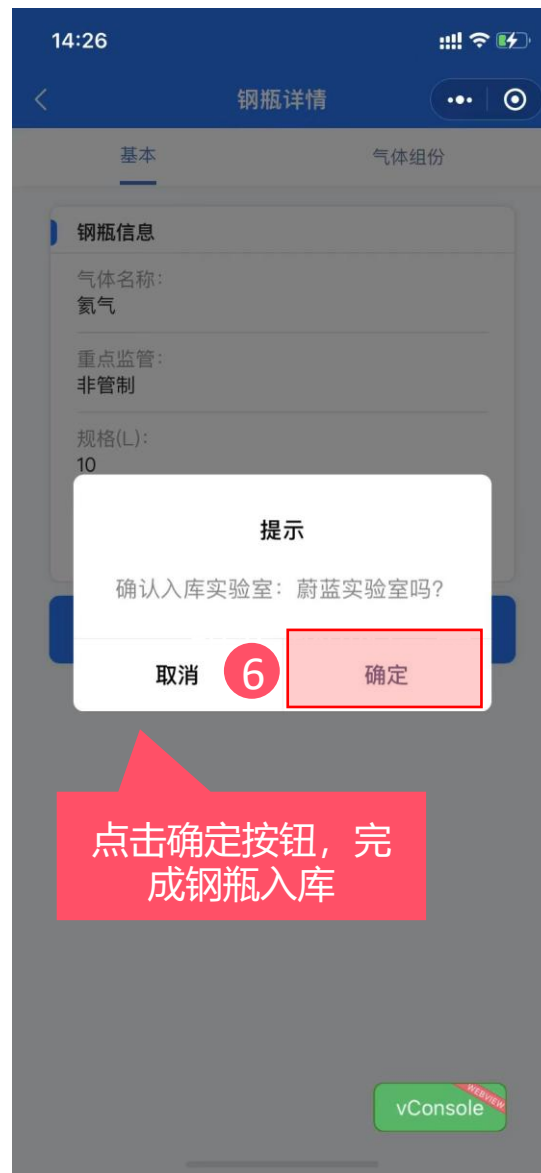 14:26
钢瓶详情
基本
气体组份
钢瓶信息
气体名称：
氦气
重点监管：
非管制
规格(L)：
10
提示
确认入库实验室：蔚蓝实验室吗?
取消
6
确定
点击确定按钮，完
成钢瓶入库
WEBVIEW
vConsole